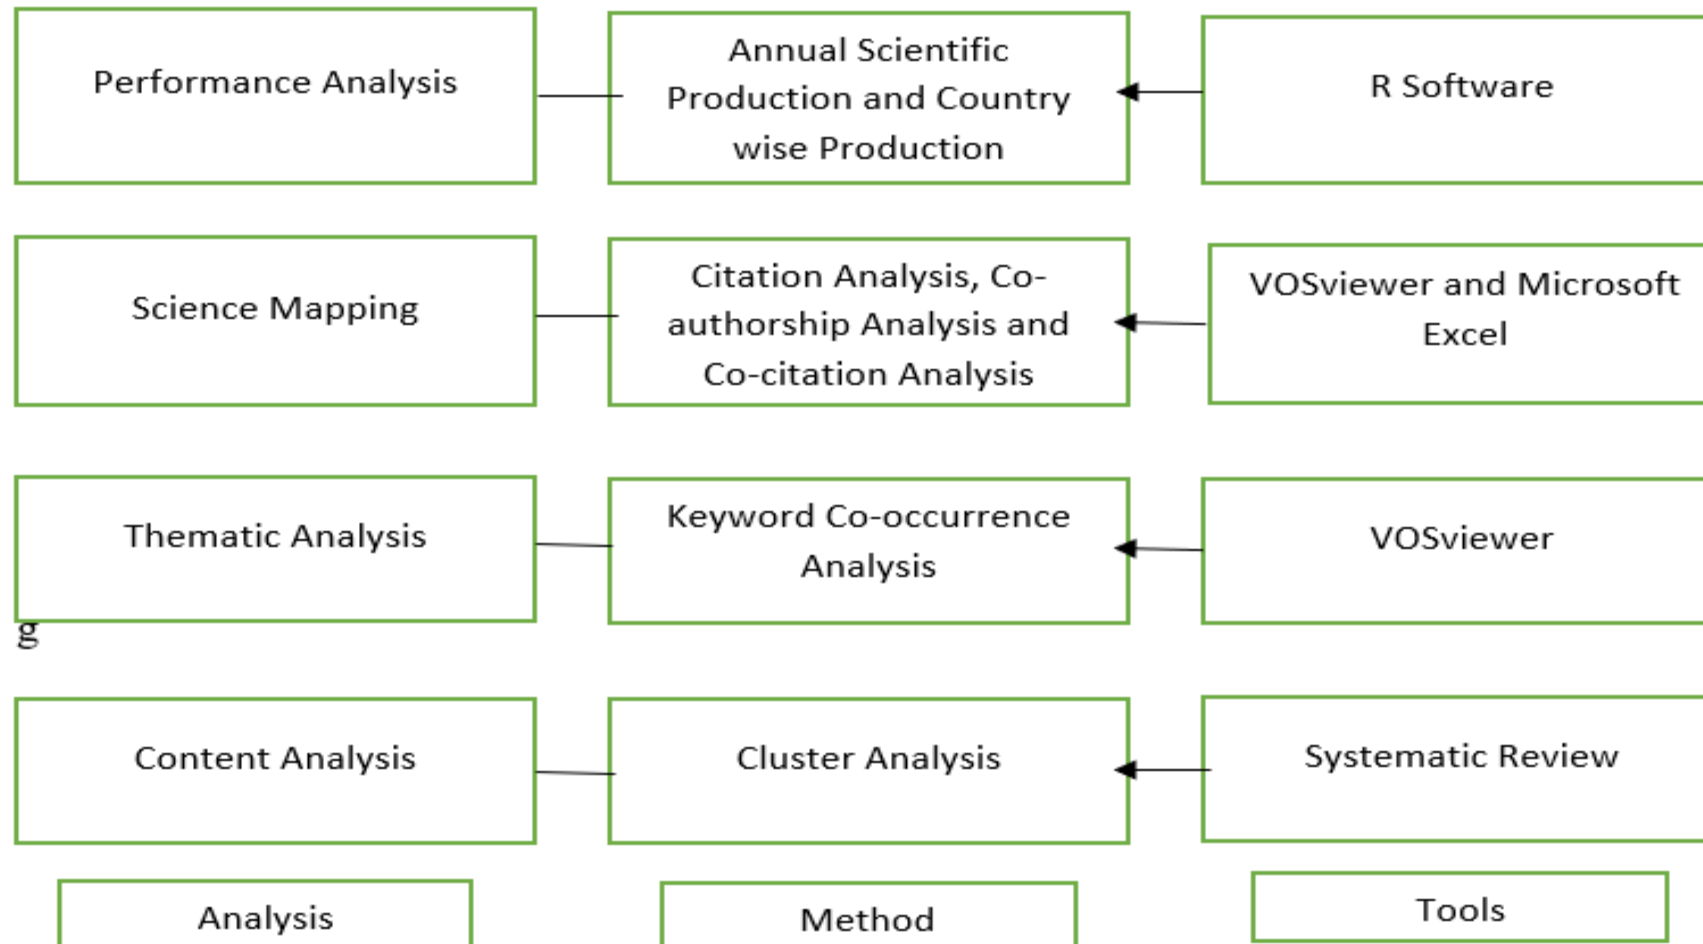 Performance Analysis
Annual Scientific
Production and Country
wise Production
R Software
Science Mapping
Citation Analysis, Co-
authorship Analysis and
Co-citation Analysis
VOSviewer and Microsoft
Excel
Thematic Analysis
Keyword Co-occurrence
Analysis
VOSviewer
g
Content Analysis
Cluster Analysis
Systematic Review
Analysis
Method
Tools